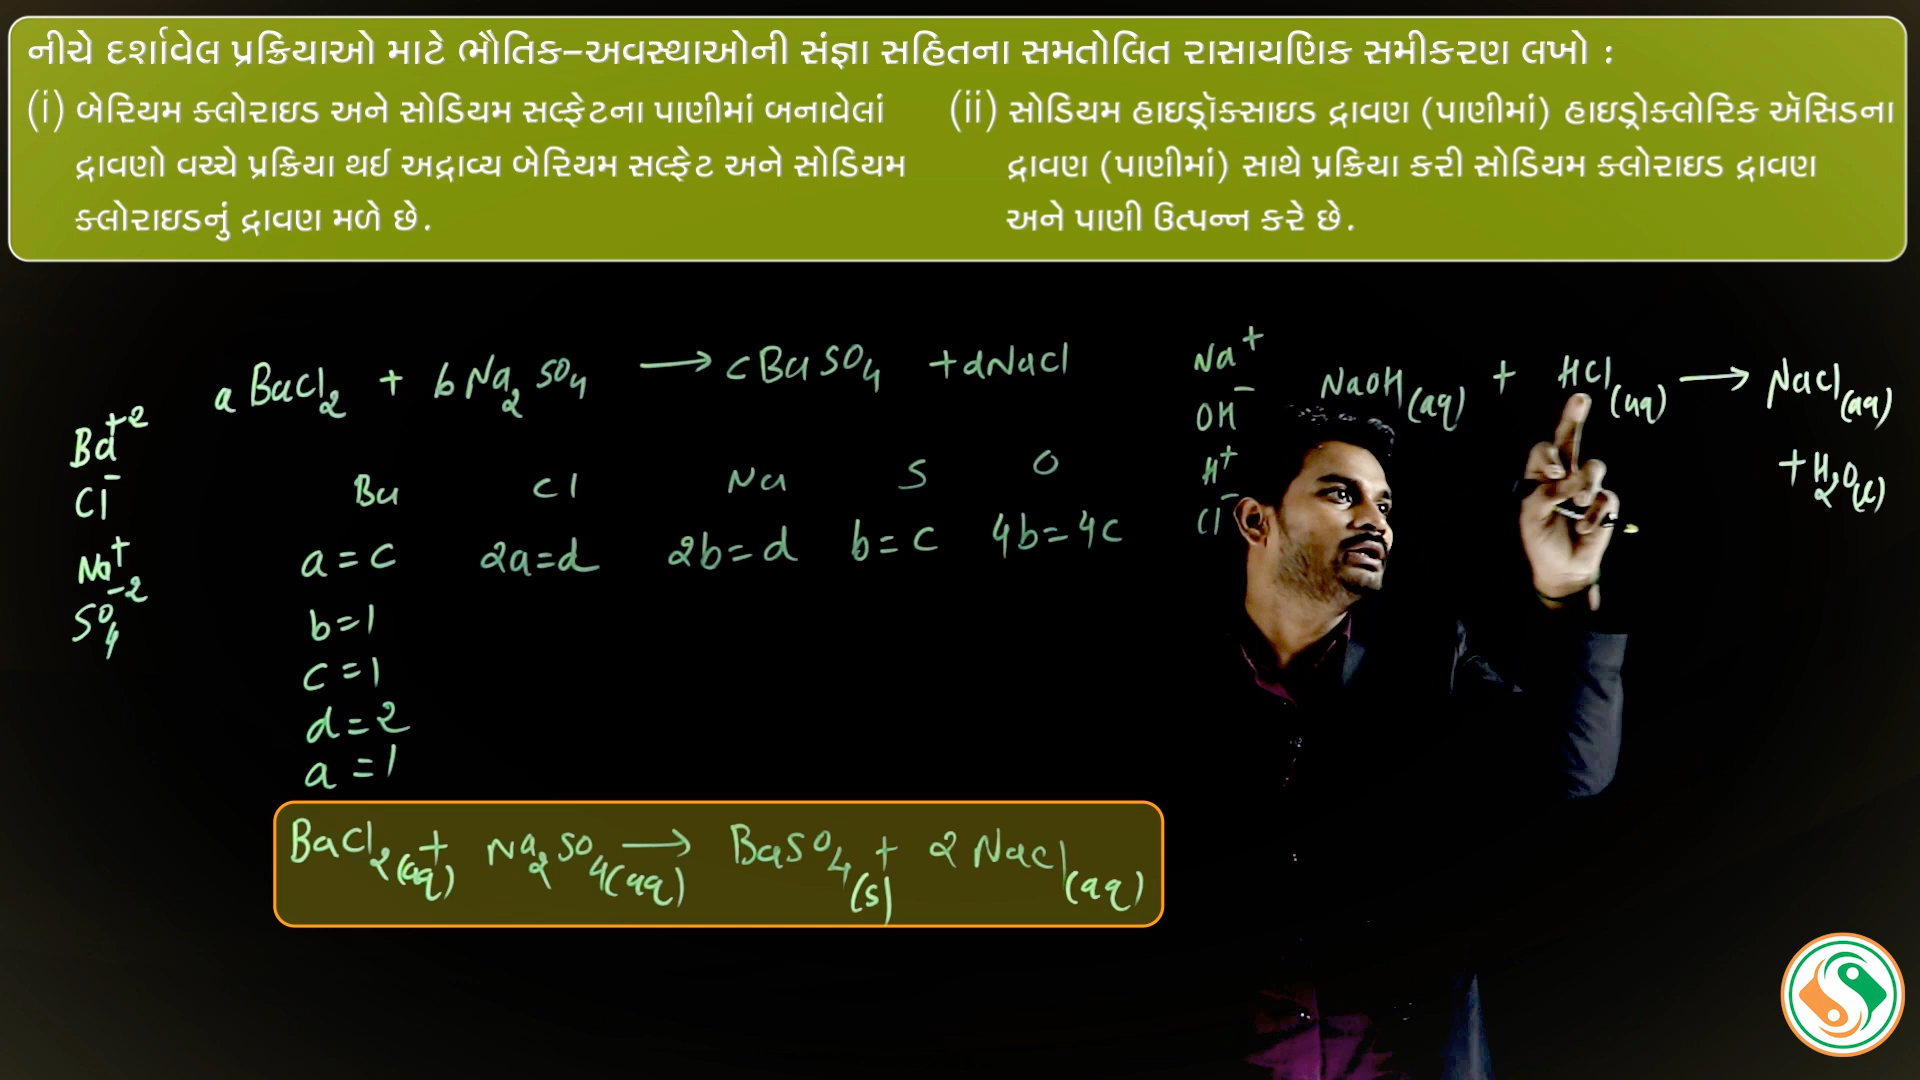 નીચે દર્શાવેલ પ્રક્રિયાઓ માટે ભૌતિક-અવસ્થાઓની સંજ્ઞા સહિતના સમતોલિત રાસાયણિક સમીકરણ લખો :
(i) બેરિયમ ક્લોરાઇડ અને સોડિયમ સલ્ફેટના પાણીમાં બનાવેલાં
દ્રાવણો વચ્ચે પ્રક્રિયા થઈ અદ્રાવ્ય બેરિયમ સલ્ફેટ અને સોડિયમ
ક્લોરાઇડનું દ્રાવણ મળે છે.
(ii) સોડિયમ હાઇડ્રૉક્સાઇડ દ્રાવણ (પાણીમાં) હાઇડ્રોક્લોરિક ઍસિડના
દ્રાવણ (પાણીમાં) સાથે પ્રક્રિયા કરી સોડિયમ ક્લોરાઇડ દ્રાવણ
અને પાણી ઉત્પન્ન કરે છે.
a BaCl2 + b Na2SO4 ⟶ c BaSO4 + dNaCl
Ba+2
Cl-
Na+
SO4-2
Ba Cl Na S O
a=c 2a=d 2b=d b=c 4b=4c
b=1
c=1
d=2
a=1
BaCl2(aq) + Na2SO4(aq) ⟶ BaSO4(s) + 2NaCl(aq)
Na+
OH-
H+
Cl-
NaOH(aq) + HCl(aq) ⟶ NaCl(aq)
+ H2O(l)